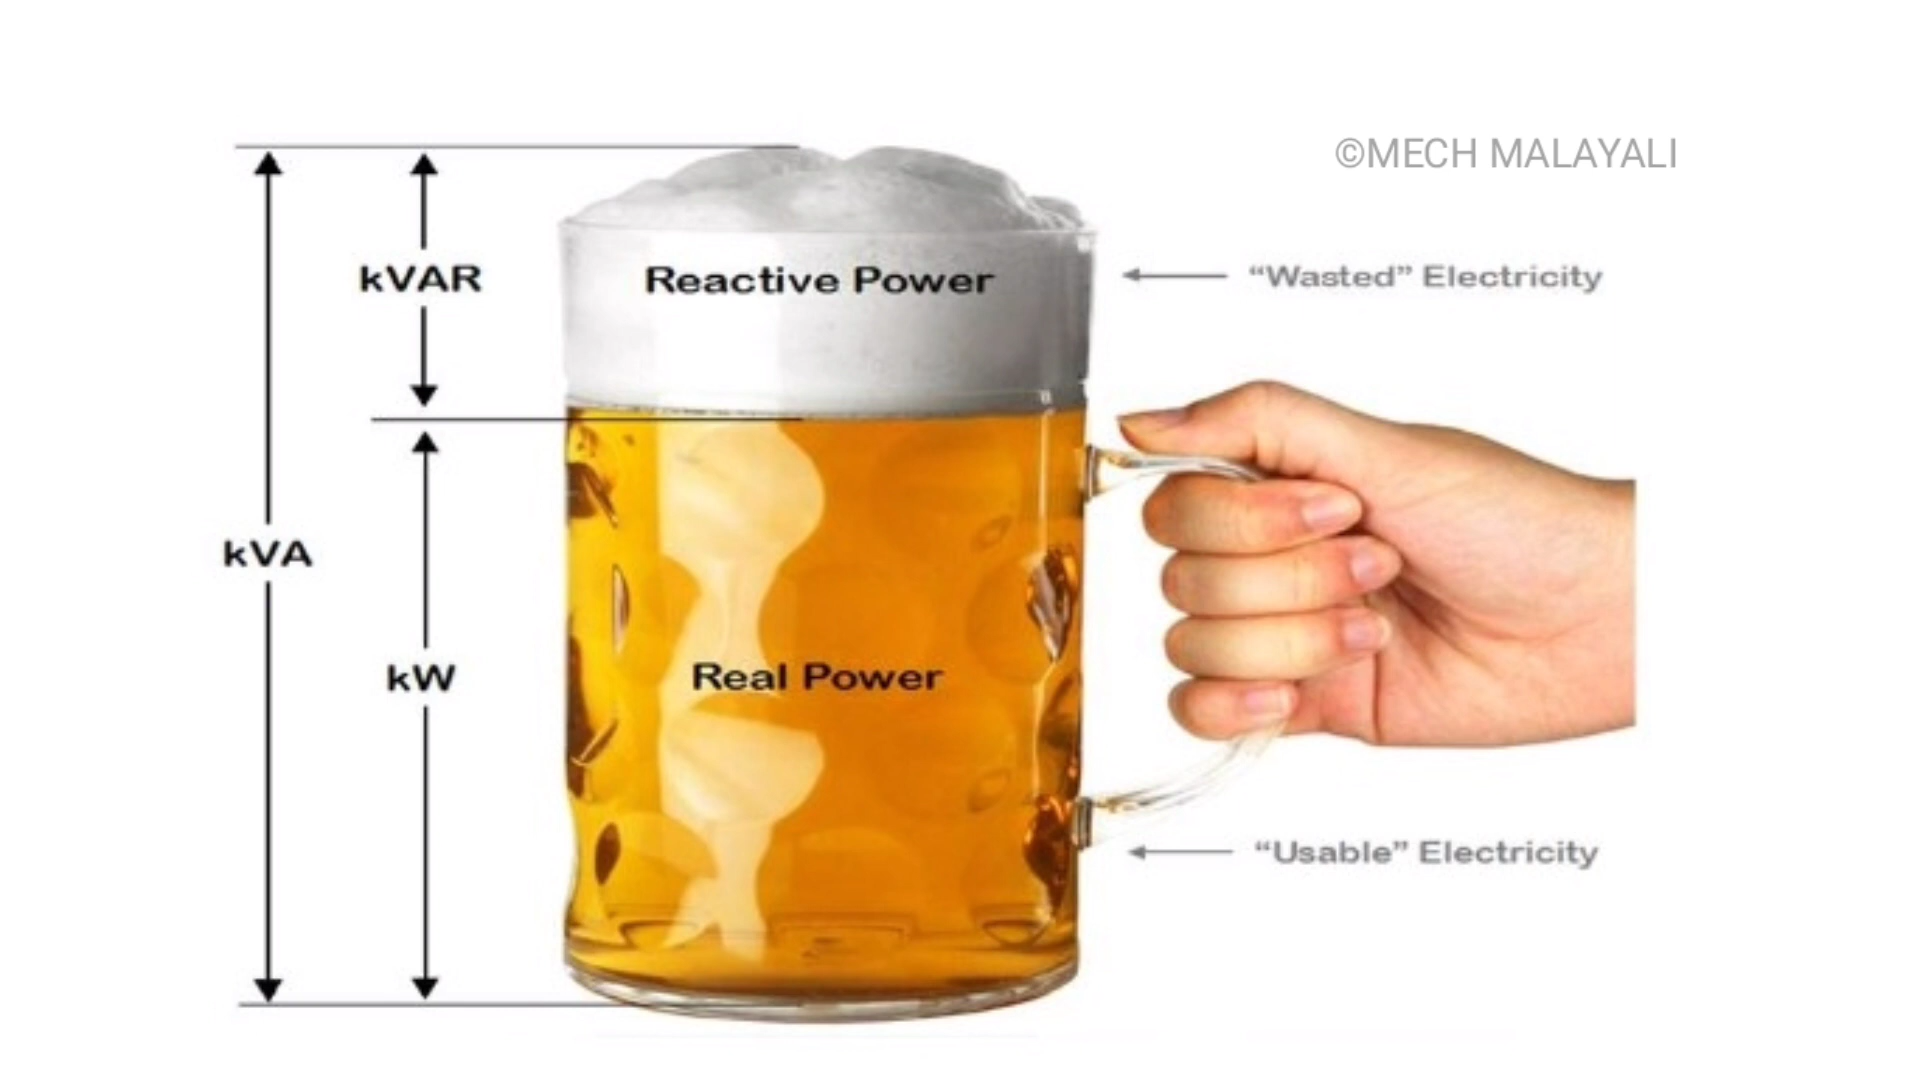 ©MECH MALAYALI
kVAR
Reactive Power
“Wasted” Electricity
kVA
kW
Real Power
“Usable” Electricity